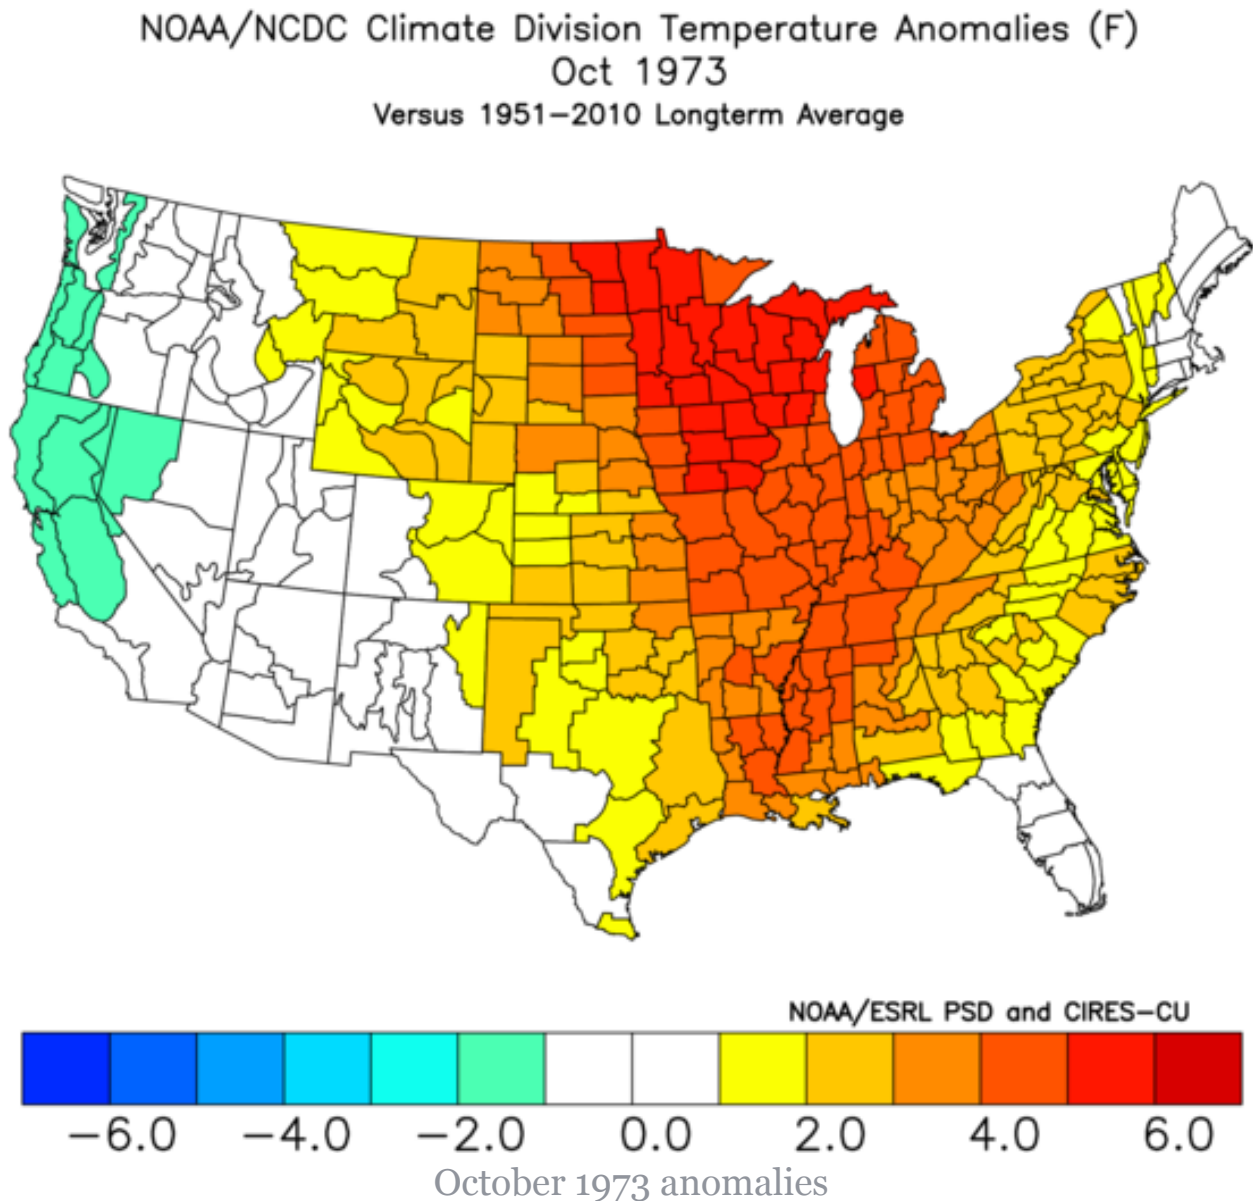 NOAA/NCDC Climate Division Temperature Anomalies (F)
Oct 1973
Versus 1951−2010 Longterm Average
NOAA/ESRL PSD and CIRES−CU
−6.0 −4.0 −2.0 0.0 2.0 4.0 6.0
October 1973 anomalies